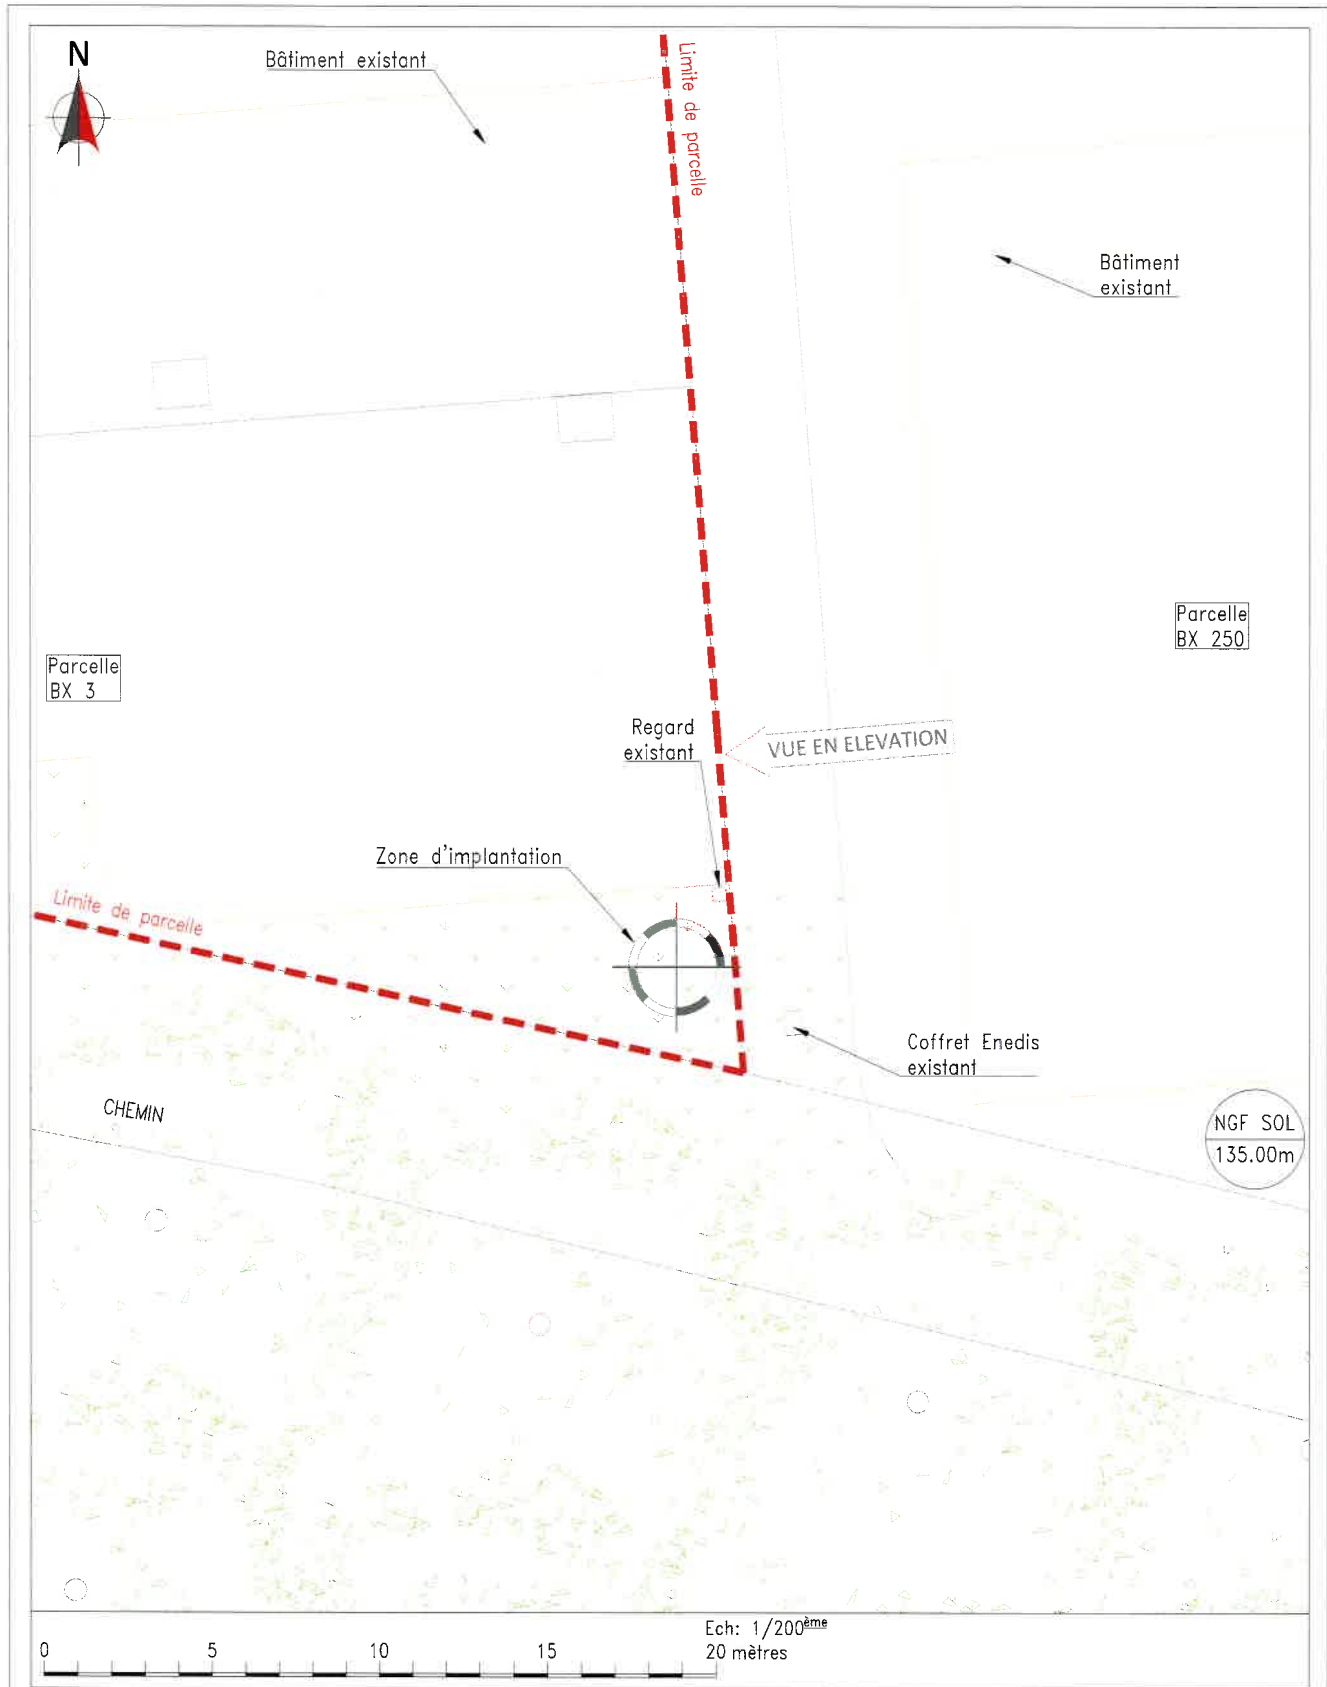 N
Bâtiment existant
Limite de parcelle
Bâtiment
existant
Parcelle
BX 250
Parcelle
BX 3
Regard
existant
VUE EN ELEVATION
Zone d'implantation
Limite de parcelle
Coffret Enedis
existant
CHEMIN
NGF SOL
135.00m
Ech: 1/200ème
0 5 10 15 20 mètres